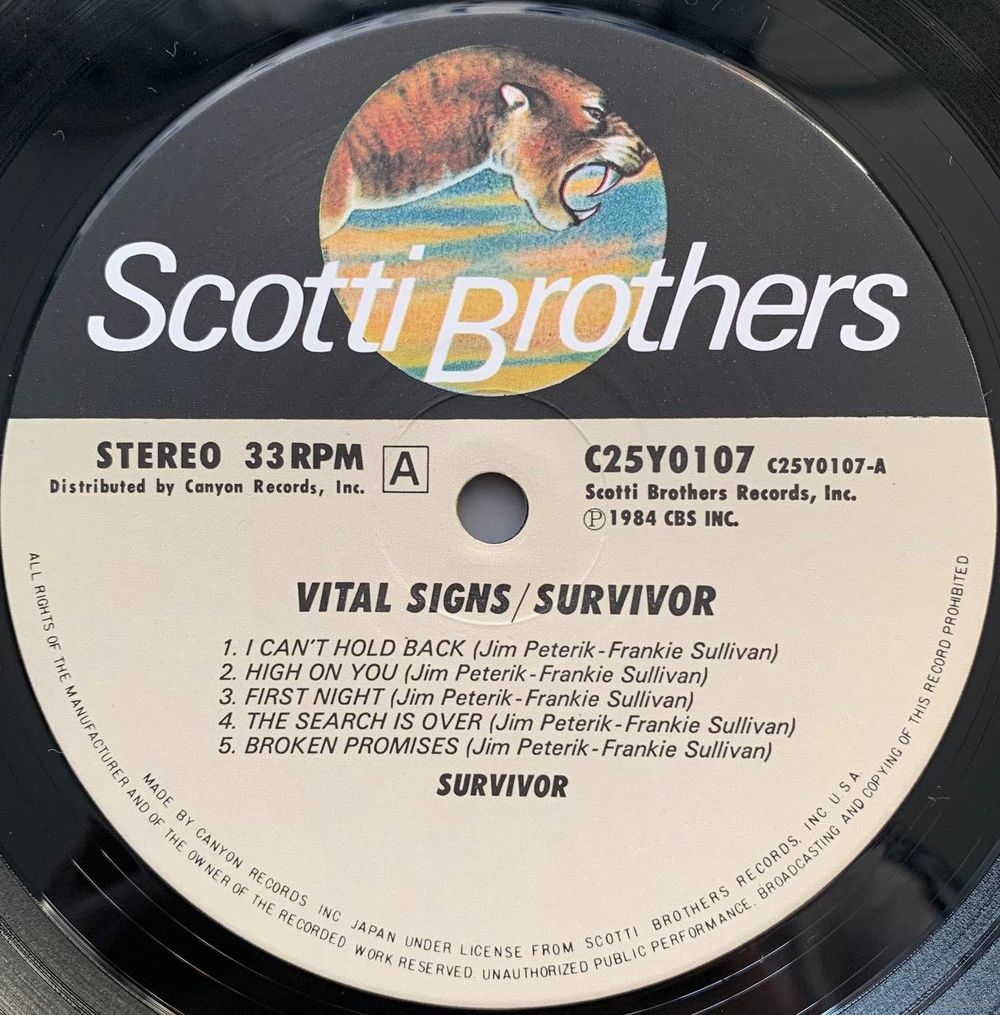 Scotti Brothers
STEREO 33RPM
Distributed by Canyon Records, Inc.
A
C25Y0107 C25Y0107-A
Scotti Brothers Records, Inc.
Ⓟ1984 CBS INC.
VITAL SIGNS/SURVIVOR
1. I CAN'T HOLD BACK (Jim Peterik-Frankie Sullivan)
2. HIGH ON YOU (Jim Peterik-Frankie Sullivan)
3. FIRST NIGHT (Jim Peterik-Frankie Sullivan)
4. THE SEARCH IS OVER (Jim Peterik-Frankie Sullivan)
5. BROKEN PROMISES (Jim Peterik-Frankie Sullivan)
SURVIVOR
MADE BY CANYON RECORDS INC JAPAN UNDER LICENSE FROM SCOTTI BROTHERS RECORDS, INC U.S.A
ALL RIGHTS OF THE MANUFACTURER AND OF THE OWNER OF THE RECORDED WORK RESERVED. UNAUTHORIZED PUBLIC PERFORMANCE, BROADCASTING AND COPYING OF THIS RECORD PROHIBITED